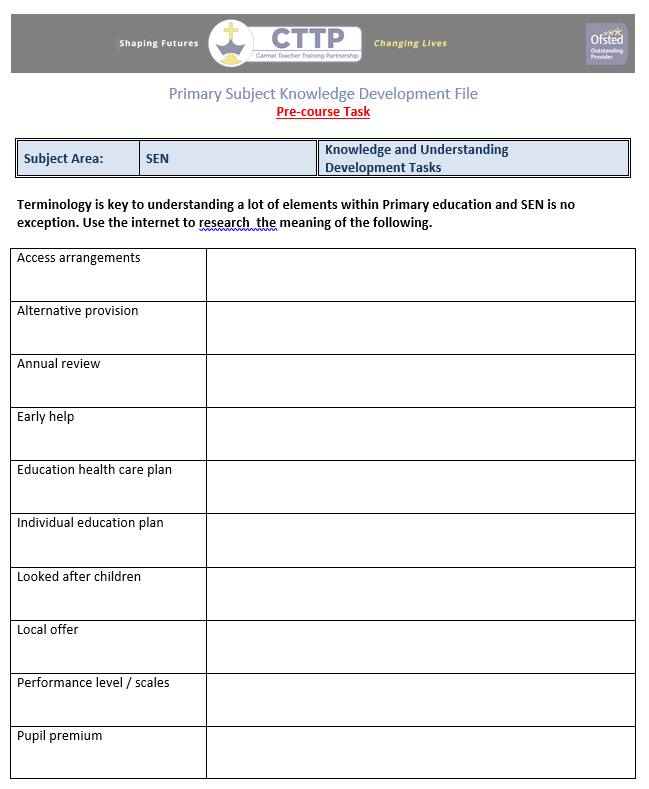 Shaping Futures
CTTP
Carmel Teacher Training Partnership
Changing Lives
Ofsted
Outstanding
Provider
Primary Subject Knowledge Development File
Pre-course Task
Subject Area:
SEN
Knowledge and Understanding
Development Tasks
Terminology is key to understanding a lot of elements within Primary education and SEN is no
exception. Use the internet to research  the meaning of the following.
Access arrangements
Alternative provision
Annual review
Early help
Education health care plan
Individual education plan
Looked after children
Local offer
Performance level / scales
Pupil premium